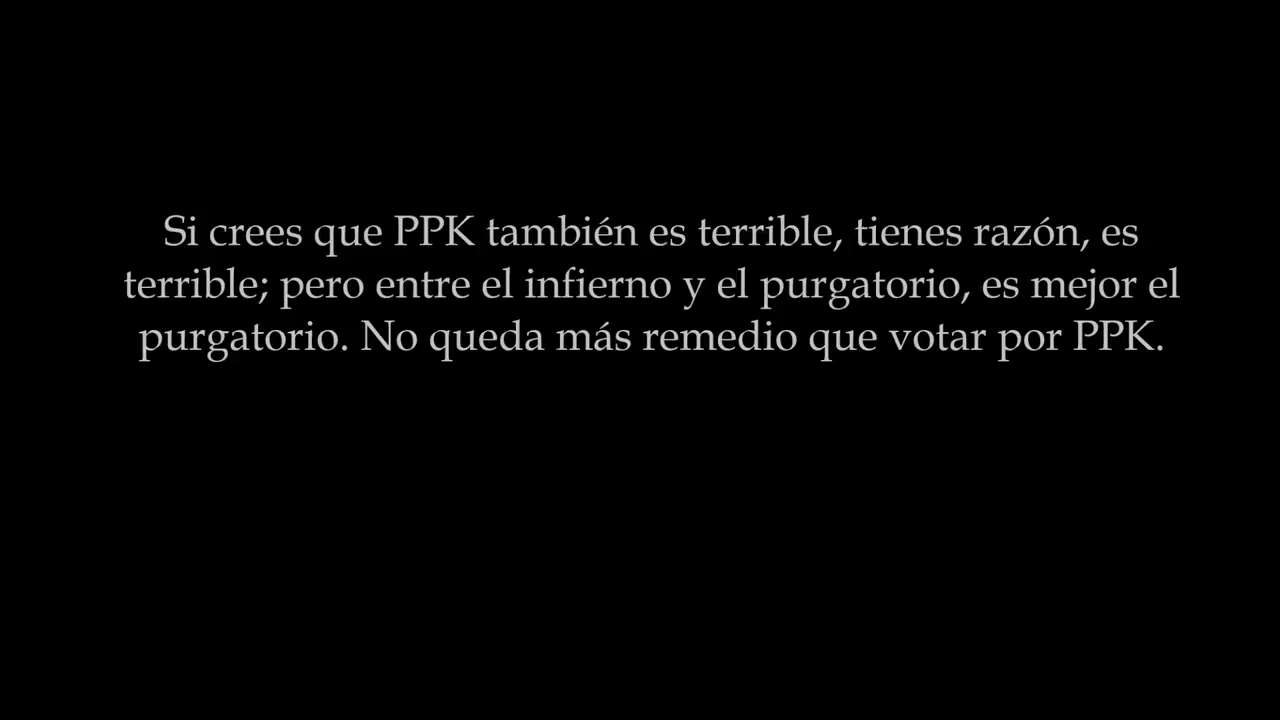 Si crees que PPK también es terrible, tienes razón, es
terrible; pero entre el infierno y el purgatorio, es mejor el
purgatorio. No queda más remedio que votar por PPK.